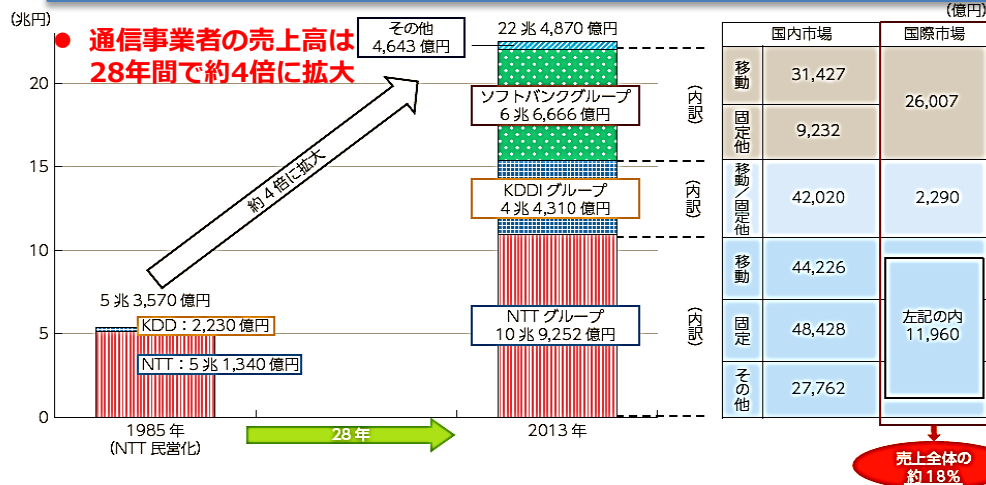 (兆円)
● 通信事業者の売上高は
28年間で約4倍に拡大
その他
4,643 億円
22 兆 4,870 億円
20
15
10
5
0
ソフトバンクグループ
6 兆 6,666 億円
KDDI グループ
4 兆 4,310 億円
NTT グループ
10 兆 9,252 億円
約 4 倍に拡大
5 兆 3,570 億円
KDD：2,230 億円
NTT：5 兆 1,340 億円
1985 年
(NTT 民営化)
28 年
2013 年
(内訳)
(内訳)
(内訳)
(億円)
国内市場
国際市場
移動
31,427
26,007
固定他
9,232
移動／固定他
42,020
2,290
移動
44,226
左記の内
11,960
固定
48,428
その他
27,762
売上全体の
約 18%